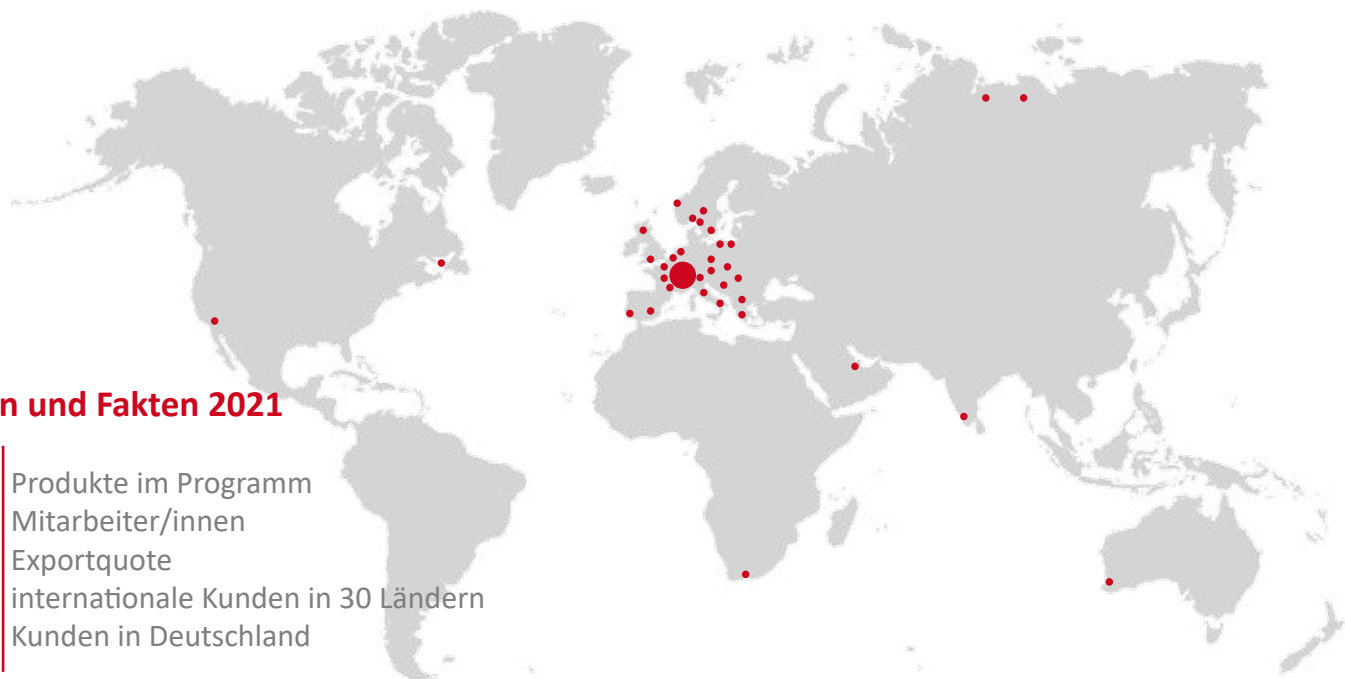 n und Fakten 2021
Produkte im Programm
Mitarbeiter/innen
Exportquote
internationale Kunden in 30 Ländern
Kunden in Deutschland